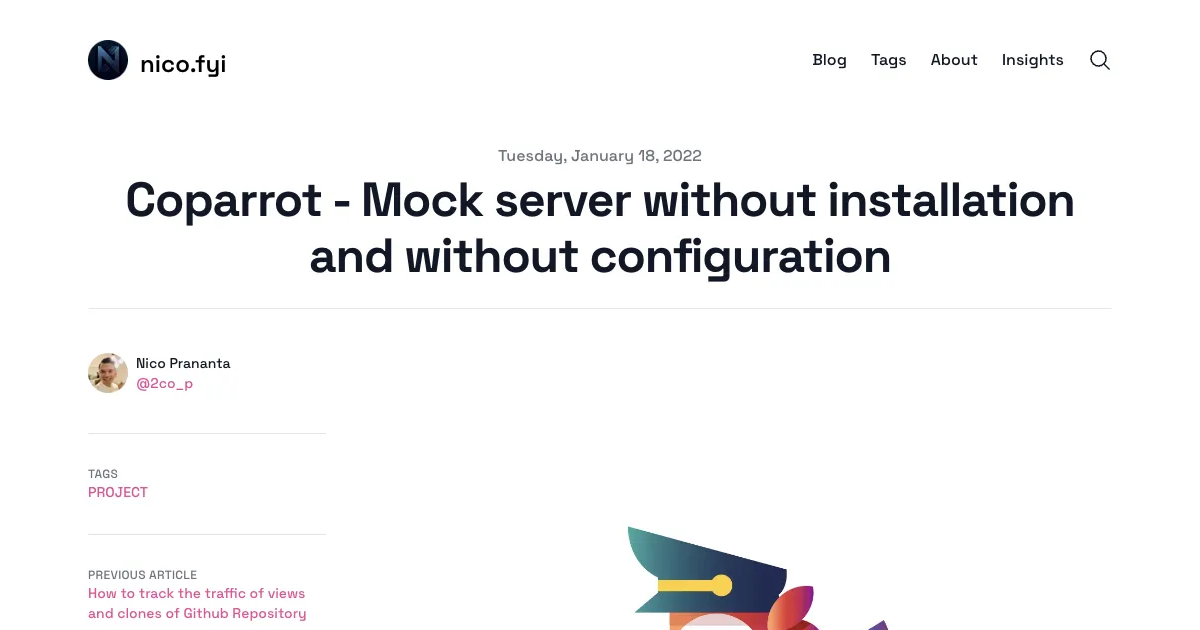 nico.fyi
Blog Tags About Insights
Tuesday, January 18, 2022
Coparrot - Mock server without installation
and without configuration
Nico Prananta
@2co_p
TAGS
PROJECT
PREVIOUS ARTICLE
How to track the traffic of views
and clones of Github Repository